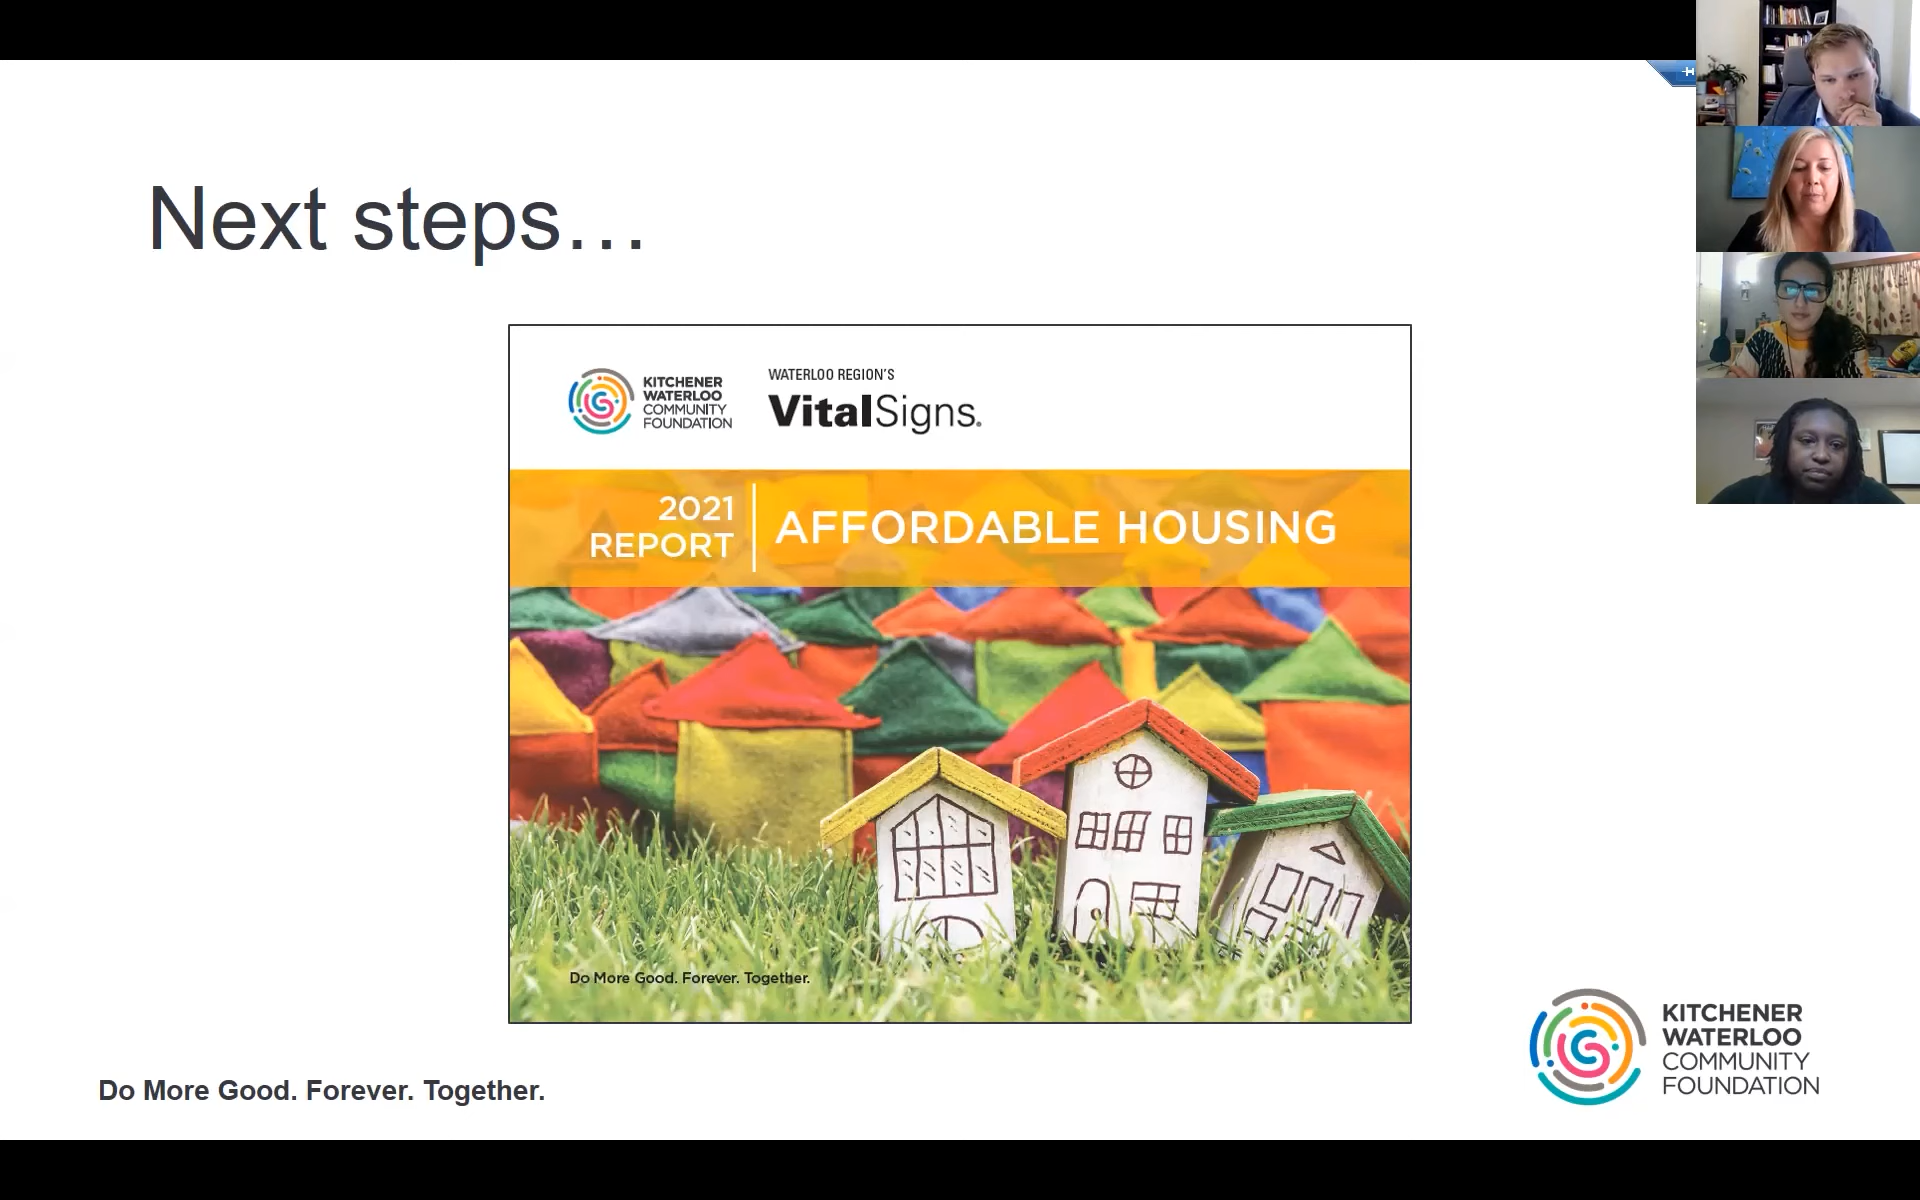 Next steps…
KITCHENER
WATERLOO
COMMUNITY
FOUNDATION
WATERLOO REGION'S
VitalSigns.
2021
REPORT
AFFORDABLE HOUSING
Do More Good. Forever. Together.
Do More Good. Forever. Together.
KITCHENER
WATERLOO
COMMUNITY
FOUNDATION